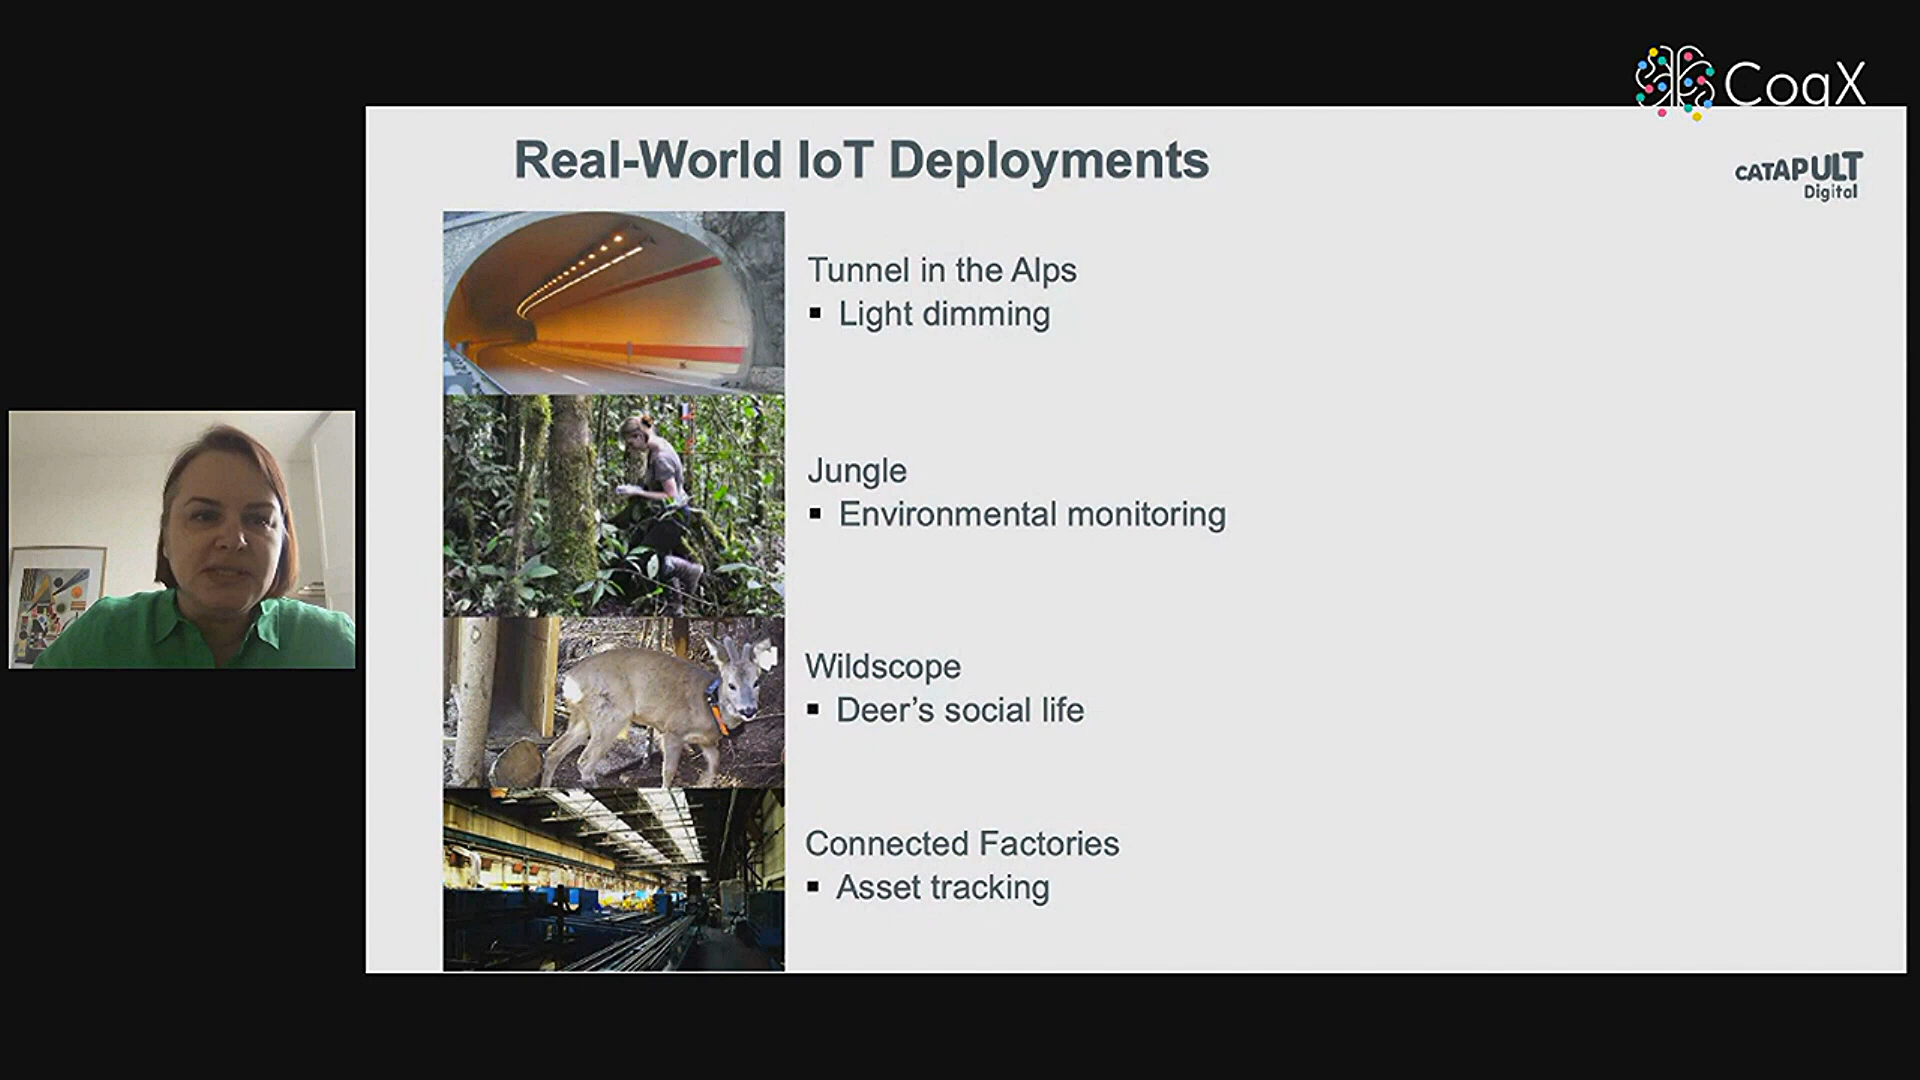 CogX
Real-World IoT Deployments
CATAPULT
Digital
Tunnel in the Alps
▪ Light dimming
Jungle
▪ Environmental monitoring
Wildscope
▪ Deer’s social life
Connected Factories
▪ Asset tracking